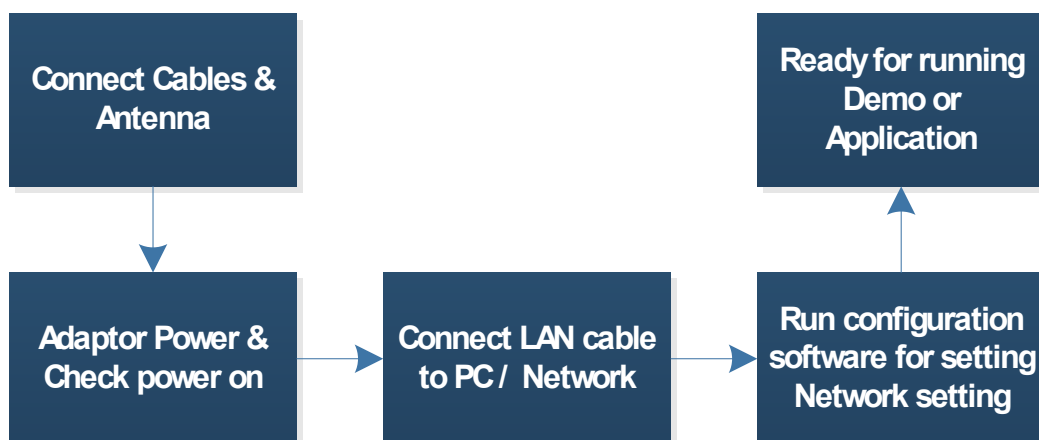 Connect Cables &
Antenna
Adaptor Power &
Check power on
Connect LAN cable
to PC / Network
Run configuration
software for setting
Network setting
Ready for running
Demo or
Application